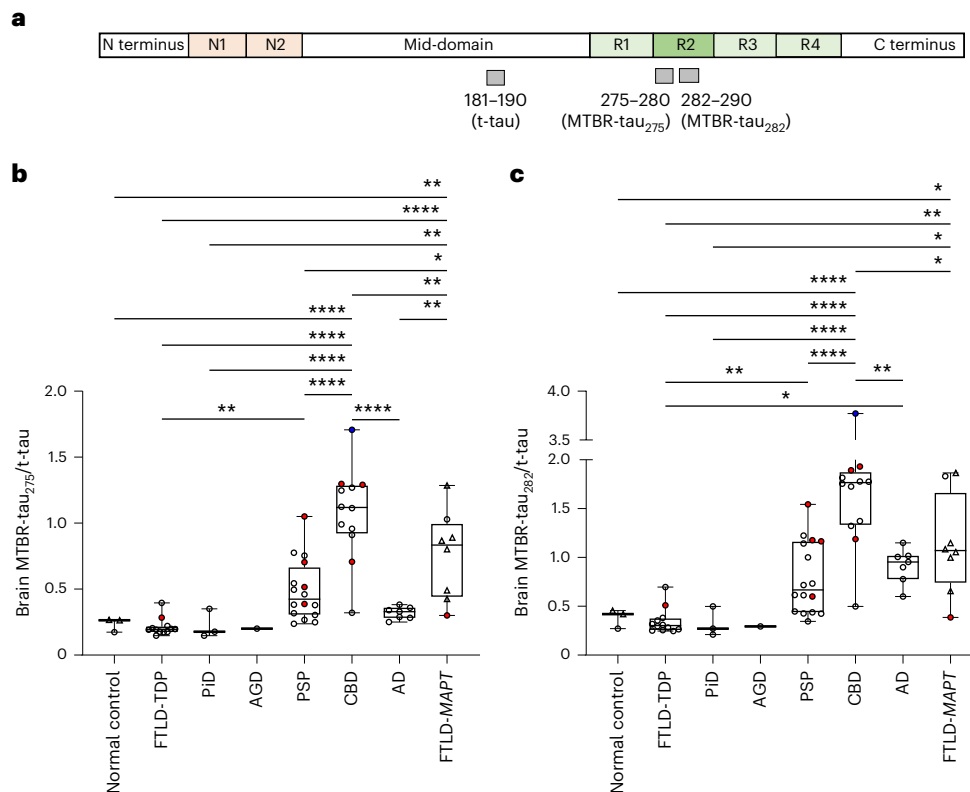 a
N terminus N1 N2 Mid-domain R1 R2 R3 R4 C terminus
181–190 275–280 282–290
(t-tau) (MTBR-tau275) (MTBR-tau282)
b
**
****
**
*
**
**
****
****
****
****
**
****
2.0
1.5
1.0
0.5
0
Brain MTBR-tau275/t-tau
Normal control
FTLD-TDP
PiD
AGD
PSP
CBD
AD
FTLD-MAPT
c
*
**
*
*
****
****
****
****
**
**
*
4.0
3.5
2.0
1.5
1.0
0.5
0
Brain MTBR-tau282/t-tau
Normal control
FTLD-TDP
PiD
AGD
PSP
CBD
AD
FTLD-MAPT